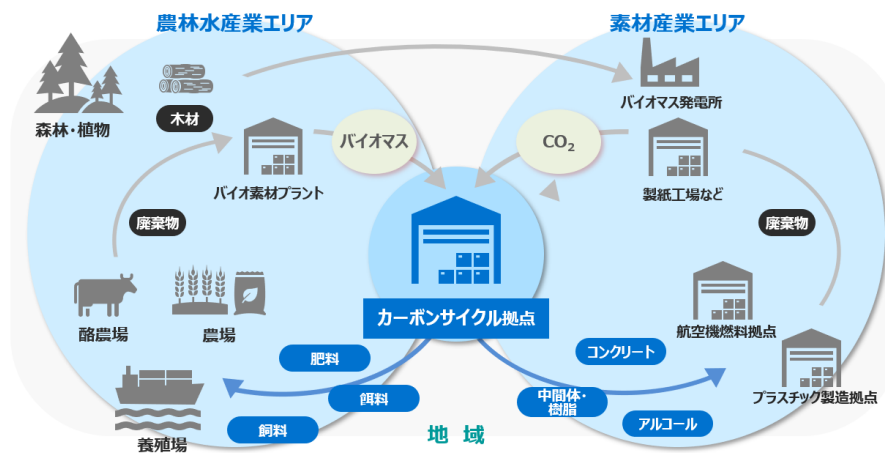 農林水産業エリア
素材産業エリア
森林・植物
木材
バイオマス発電所
バイオマス
CO₂
バイオ素材プラント
製紙工場など
廃棄物
廃棄物
酪農場
農場
カーボンサイクル拠点
航空機燃料拠点
肥料
コンクリート
餌料
中間体・
樹脂
プラスチック製造拠点
飼料
アルコール
養殖場
地域